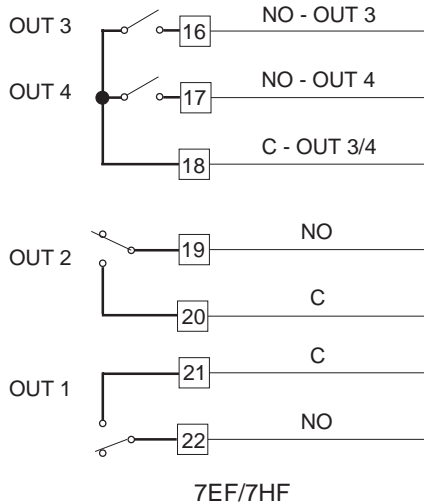 OUT 3
16
NO - OUT 3
OUT 4
17
NO - OUT 4
18
C - OUT 3/4
OUT 2
19
NO
20
C
OUT 1
21
C
22
NO
7EF/7HF